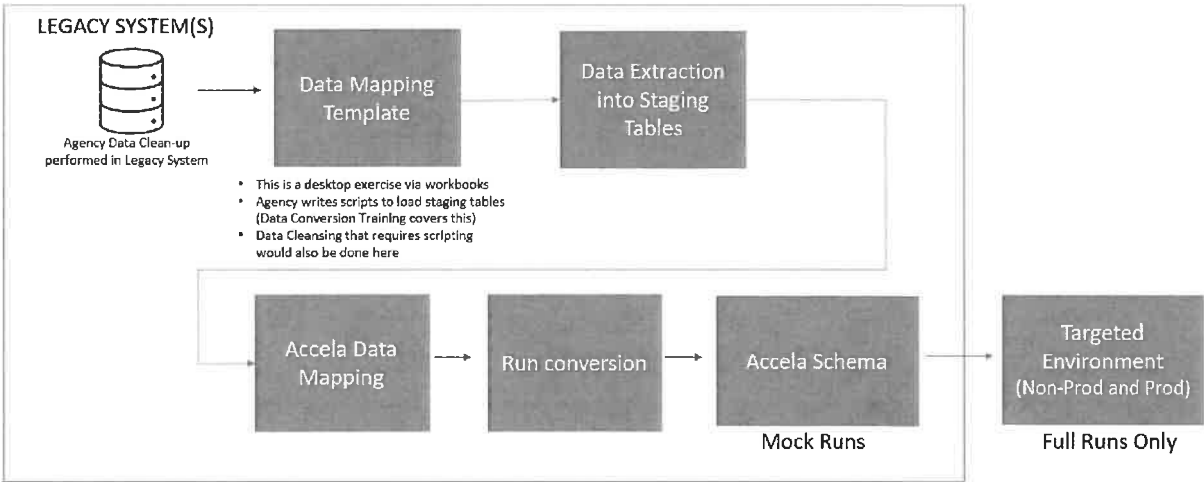 LEGACY SYSTEM(S)
Agency Data Clean-up
performed in Legacy System
Data Mapping
Template
Data Extraction
into Staging
Tables
• This is a desktop exercise via workbooks
• Agency writes scripts to load staging tables
(Data Conversion Training covers this)
• Data Cleansing that requires scripting
would also be done here
Accela Data
Mapping
Run conversion
Accela Schema
Mock Runs
Targeted
Environment
(Non-Prod and Prod)
Full Runs Only